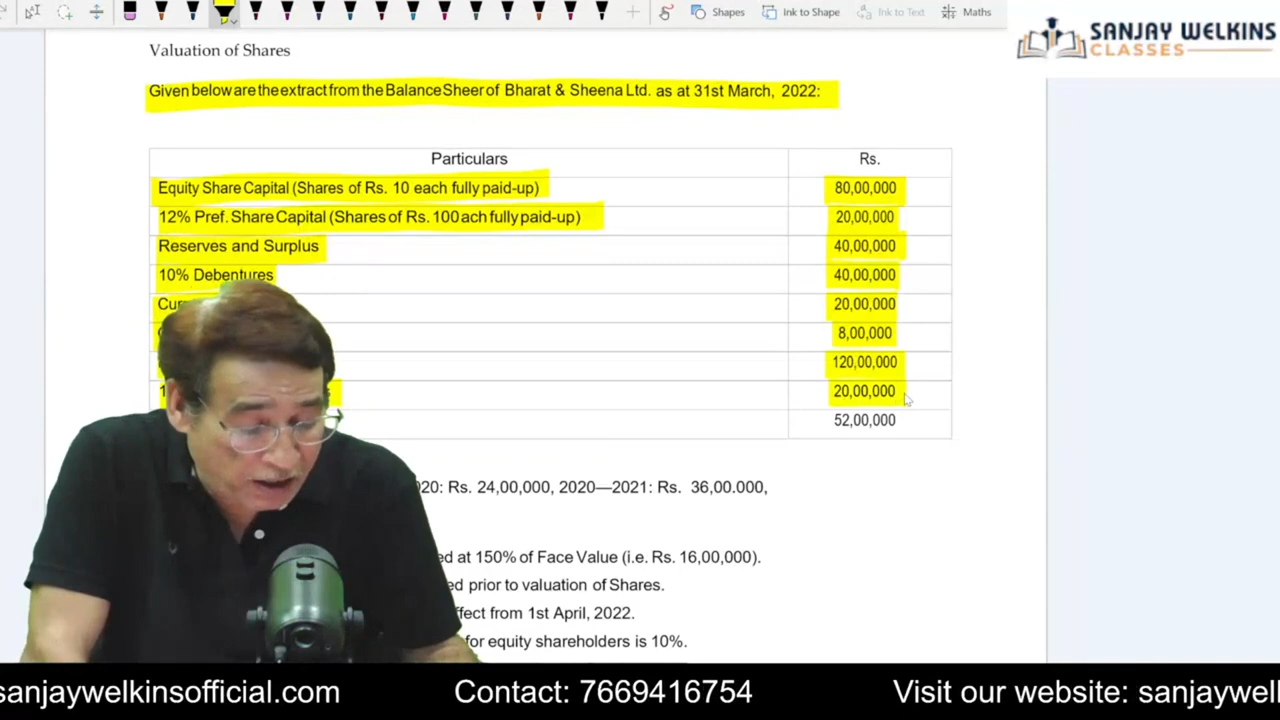 Shapes
Ink to Shape
Ink to Text
Maths
SANJAY WELKINS
CLASSES
Valuation of Shares
Given below are the extract from the Balance Sheer of Bharat & Sheena Ltd. as at 31st March, 2022:
Particulars Rs.
Equity Share Capital (Shares of Rs. 10 each fully paid-up) 80,00,000
12% Pref. Share Capital (Shares of Rs. 100 ach fully paid-up) 20,00,000
Reserves and Surplus 40,00,000
10% Debentures 40,00,000
20,00,000
8,00,000
120,00,000
20,00,000
52,00,000
20: Rs. 24,00,000, 2020—2021: Rs. 36,00.000,
at 150% of Face Value (i.e. Rs. 16,00,000).
prior to valuation of Shares.
from 1st April, 2022.
for equity shareholders is 10%.
sanjaywelkinsofficial.com Contact: 7669416754 Visit our website: sanjaywelki